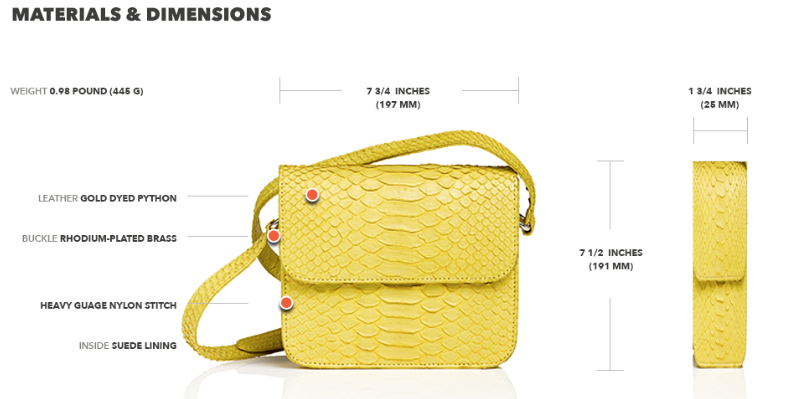 MATERIALS & DIMENSIONS
WEIGHT 0.98 POUND (445 G)
7 3/4 INCHES
(197 MM)
1 3/4 INCHES
(25 MM)
LEATHER GOLD DYED PYTHON
BUCKLE RHODIUM-PLATED BRASS
7 1/2 INCHES
(191 MM)
HEAVY GUAGE NYLON STITCH
INSIDE SUEDE LINING